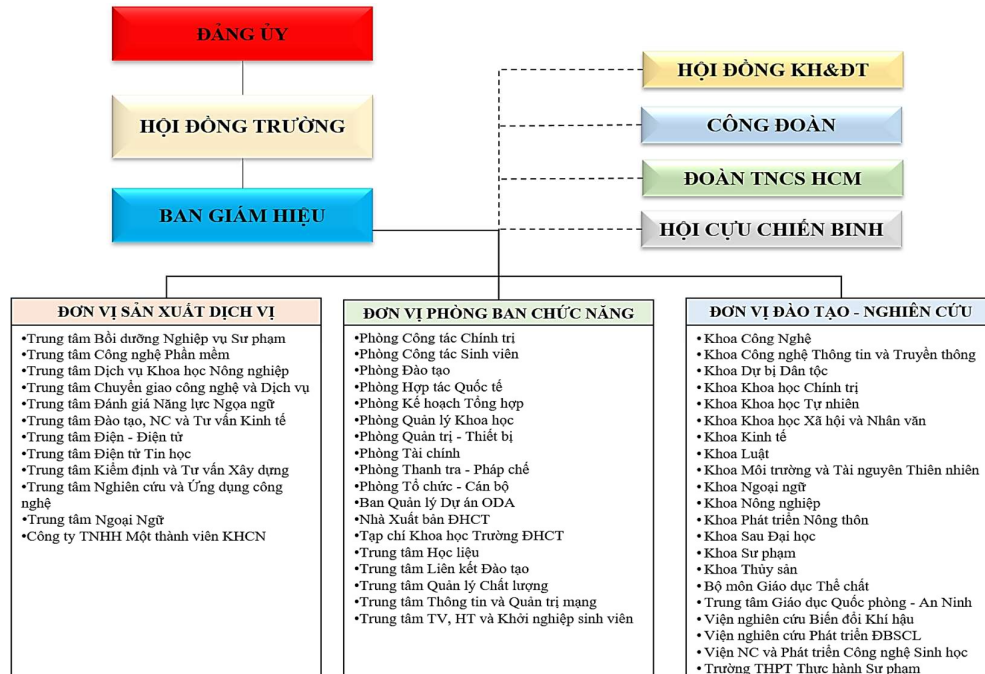 ĐẢNG ỦY
HỘI ĐỒNG TRƯỜNG
BAN GIÁM HIỆU
HỘI ĐỒNG KH&ĐT
CÔNG ĐOÀN
ĐOÀN TNCS HCM
HỘI CỰU CHIẾN BINH
ĐƠN VỊ SẢN XUẤT DỊCH VỊ
•Trung tâm Bồi dưỡng Nghiệp vụ Sư phạm
•Trung tâm Công nghệ Phần mềm
•Trung tâm Dịch vụ Khoa học Nông nghiệp
•Trung tâm Chuyển giao công nghệ và Dịch vụ
•Trung tâm Đánh giá Năng lực Ngọa ngữ
•Trung tâm Đào tạo, NC và Tư vấn Kinh tế
•Trung tâm Điện - Điện tử
•Trung tâm Điện tử Tin học
•Trung tâm Kiểm định và Tư vấn Xây dựng
•Trung tâm Nghiên cứu và Ứng dụng công
nghệ
•Trung tâm Ngoại Ngữ
•Công ty TNHH Một thành viên KHCN
ĐƠN VỊ PHÒNG BAN CHỨC NĂNG
•Phòng Công tác Chính trị
•Phòng Công tác Sinh viên
•Phòng Đào tạo
•Phòng Hợp tác Quốc tế
•Phòng Kế hoạch Tổng hợp
•Phòng Quản lý Khoa học
•Phòng Quản trị - Thiết bị
•Phòng Tài chính
•Phòng Thanh tra - Pháp chế
•Phòng Tổ chức - Cán bộ
•Ban Quản lý Dự án ODA
•Nhà Xuất bản ĐHCT
•Tạp chí Khoa học Trường ĐHCT
•Trung tâm Học liệu
•Trung tâm Liên kết Đào tạo
•Trung tâm Quản lý Chất lượng
•Trung tâm Thông tin và Quản trị mạng
•Trung tâm TV, HT và Khởi nghiệp sinh viên
ĐƠN VỊ ĐÀO TẠO - NGHIÊN CỨU
• Khoa Công Nghệ
• Khoa Công nghệ Thông tin và Truyền thông
• Khoa Dự bị Dân tộc
• Khoa Khoa học Chính trị
• Khoa Khoa học Tự nhiên
• Khoa Khoa học Xã hội và Nhân văn
• Khoa Kinh tế
• Khoa Luật
• Khoa Môi trường và Tài nguyên Thiên nhiên
• Khoa Ngoại ngữ
• Khoa Nông nghiệp
• Khoa Phát triển Nông thôn
• Khoa Sau Đại học
• Khoa Sư phạm
• Khoa Thủy sản
• Bộ môn Giáo dục Thể chất
• Trung tâm Giáo dục Quốc phòng - An Ninh
• Viện nghiên cứu Biến đổi Khí hậu
• Viện nghiên cứu Phát triển ĐBSCL
• Viện NC và Phát triển Công nghệ Sinh học
• Trường THPT Thực hành Sư phạm